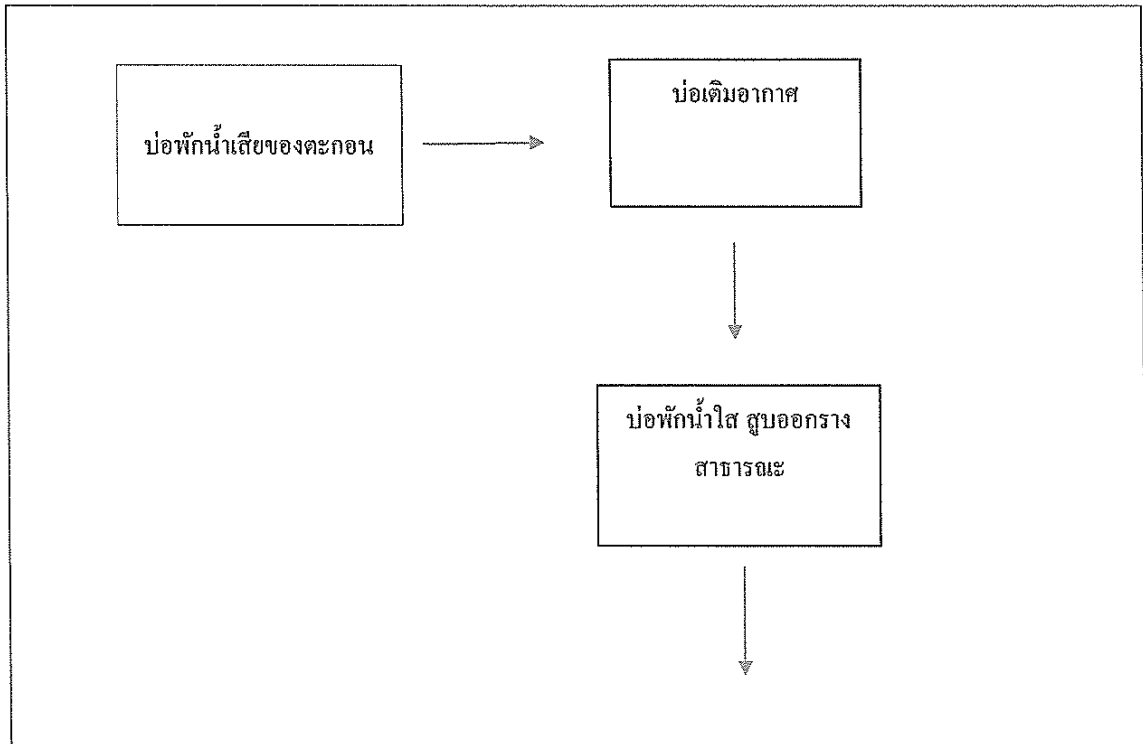 บ่อพักน้ำเสียของตะกอน
บ่อเติมอากาศ
บ่อพักน้ำใส สูบออกราง
สาธารณะ